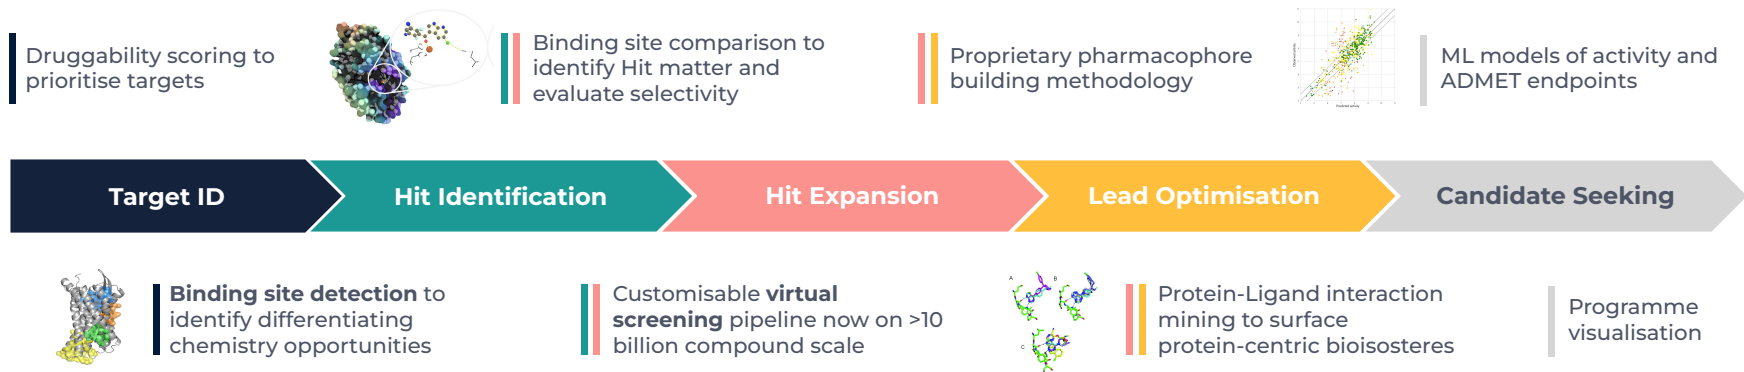 Druggability scoring to
prioritise targets
Binding site comparison to
identify Hit matter and
evaluate selectivity
Proprietary pharmacophore
building methodology
ML models of activity and
ADMET endpoints
Target ID
Hit Identification
Hit Expansion
Lead Optimisation
Candidate Seeking
Binding site detection to
identify differentiating
chemistry opportunities
Customisable virtual
screening pipeline now on >10
billion compound scale
A
B
C
Protein-Ligand interaction
mining to surface
protein-centric bioisosteres
Programme
visualisation